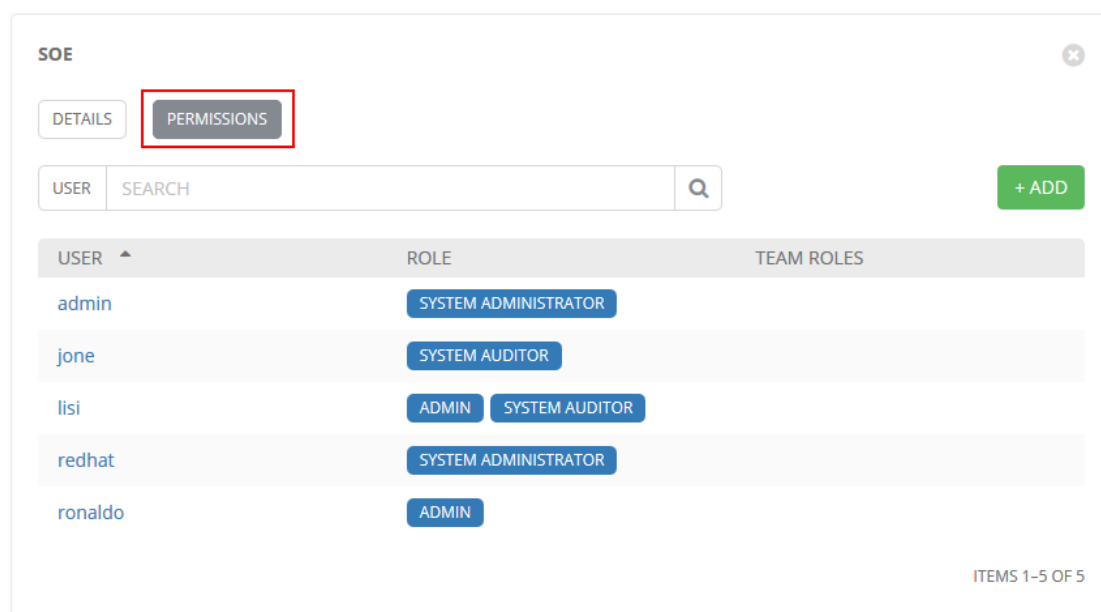 SOE
DETAILS PERMISSIONS
USER SEARCH + ADD
USER ROLE TEAM ROLES
admin SYSTEM ADMINISTRATOR
jone SYSTEM AUDITOR
lisi ADMIN SYSTEM AUDITOR
redhat SYSTEM ADMINISTRATOR
ronaldo ADMIN
ITEMS 1–5 OF 5